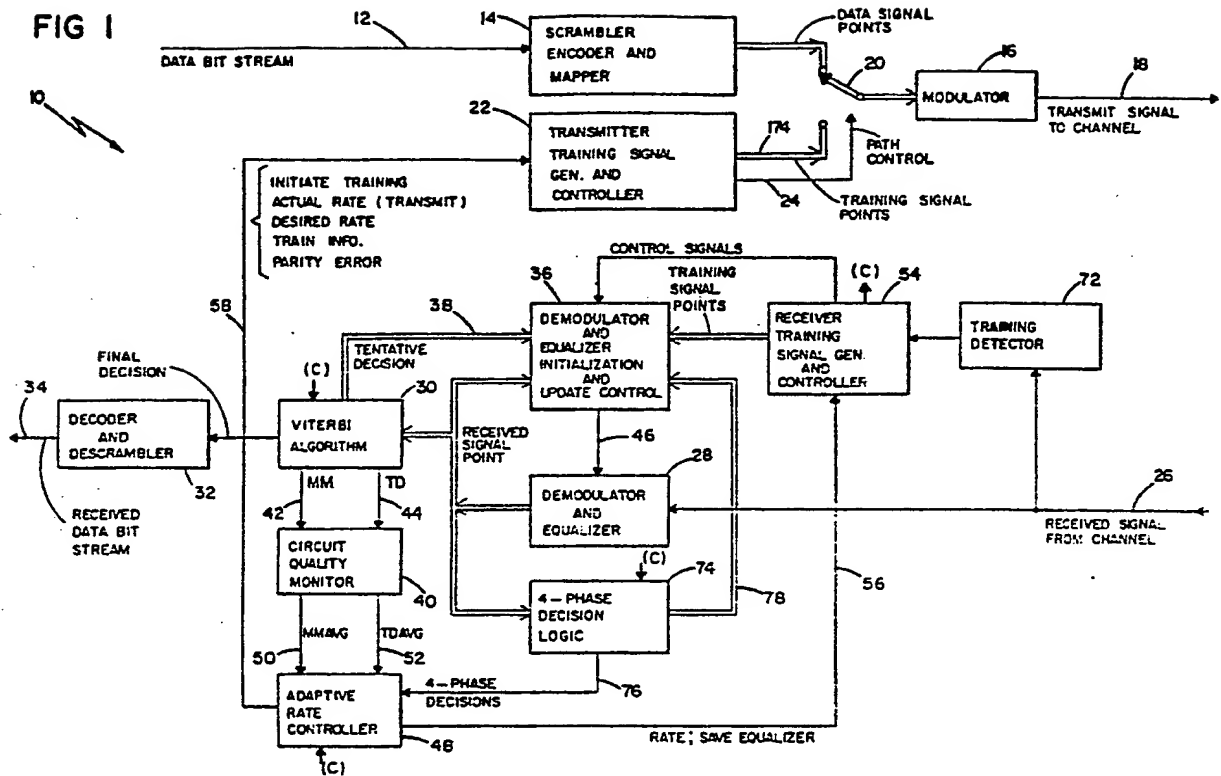 FIG 1
10
12
DATA BIT STREAM
14
SCRAMBLER
ENCODER AND
MAPPER
DATA SIGNAL
POINTS
20
16
MODULATOR
18
TRANSMIT SIGNAL
TO CHANNEL
22
TRANSMITTER
TRAINING SIGNAL
GEN. AND
CONTROLLER
174
24
PATH
CONTROL
TRAINING SIGNAL
POINTS
INITIATE TRAINING
ACTUAL RATE (TRANSMIT)
DESIRED RATE
TRAIN INFO.
PARITY ERROR
58
CONTROL SIGNALS
36
TRAINING
SIGNAL
POINTS
(C)
54
72
38
DEMODULATOR
AND
EQUALIZER
INITIALIZATION
AND
UPDATE CONTROL
RECEIVER
TRAINING
SIGNAL GEN.
AND
CONTROLLER
TRAINING
DETECTOR
TENTATIVE
DECISION
FINAL
DECISION
(C)
30
34
DECODER
AND
DESCRAMBLER
32
VITERBI
ALGORITHM
RECEIVED
SIGNAL
POINT
46
28
RECEIVED
DATA BIT
STREAM
MM
TD
42
44
DEMODULATOR
AND
EQUALIZER
26
RECEIVED SIGNAL
FROM CHANNEL
CIRCUIT
QUALITY
MONITOR
40
(C)
74
4-PHASE
DECISION
LOGIC
78
56
MMAVG
TDAVG
50
52
76
4-PHASE
DECISIONS
ADAPTIVE
RATE
CONTROLLER
48
RATE; SAVE EQUALIZER
(C)